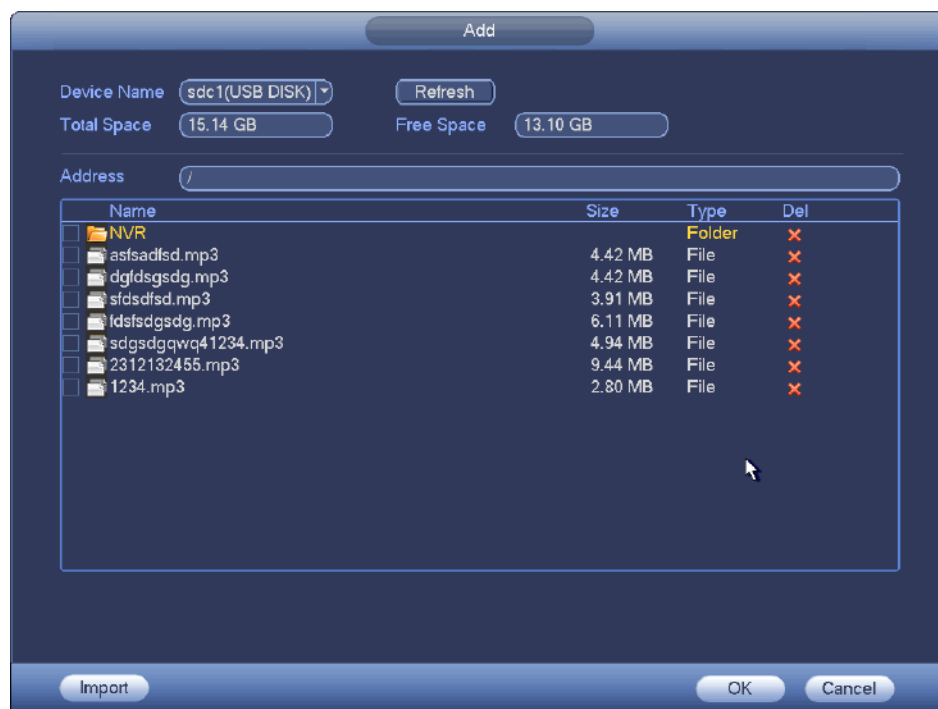 Add
Device Name sdc1(USB DISK) Refresh
Total Space 15.14 GB Free Space 13.10 GB
Address /
Name Size Type Del
NVR Folder
asfsadfsd.mp3 4.42 MB File
dgfdsgsdg.mp3 4.42 MB File
sfdsdfsd.mp3 3.91 MB File
fdsfsdgsdg.mp3 6.11 MB File
sdgsdgqwq41234.mp3 4.94 MB File
2312132455.mp3 9.44 MB File
1234.mp3 2.80 MB File
Import OK Cancel